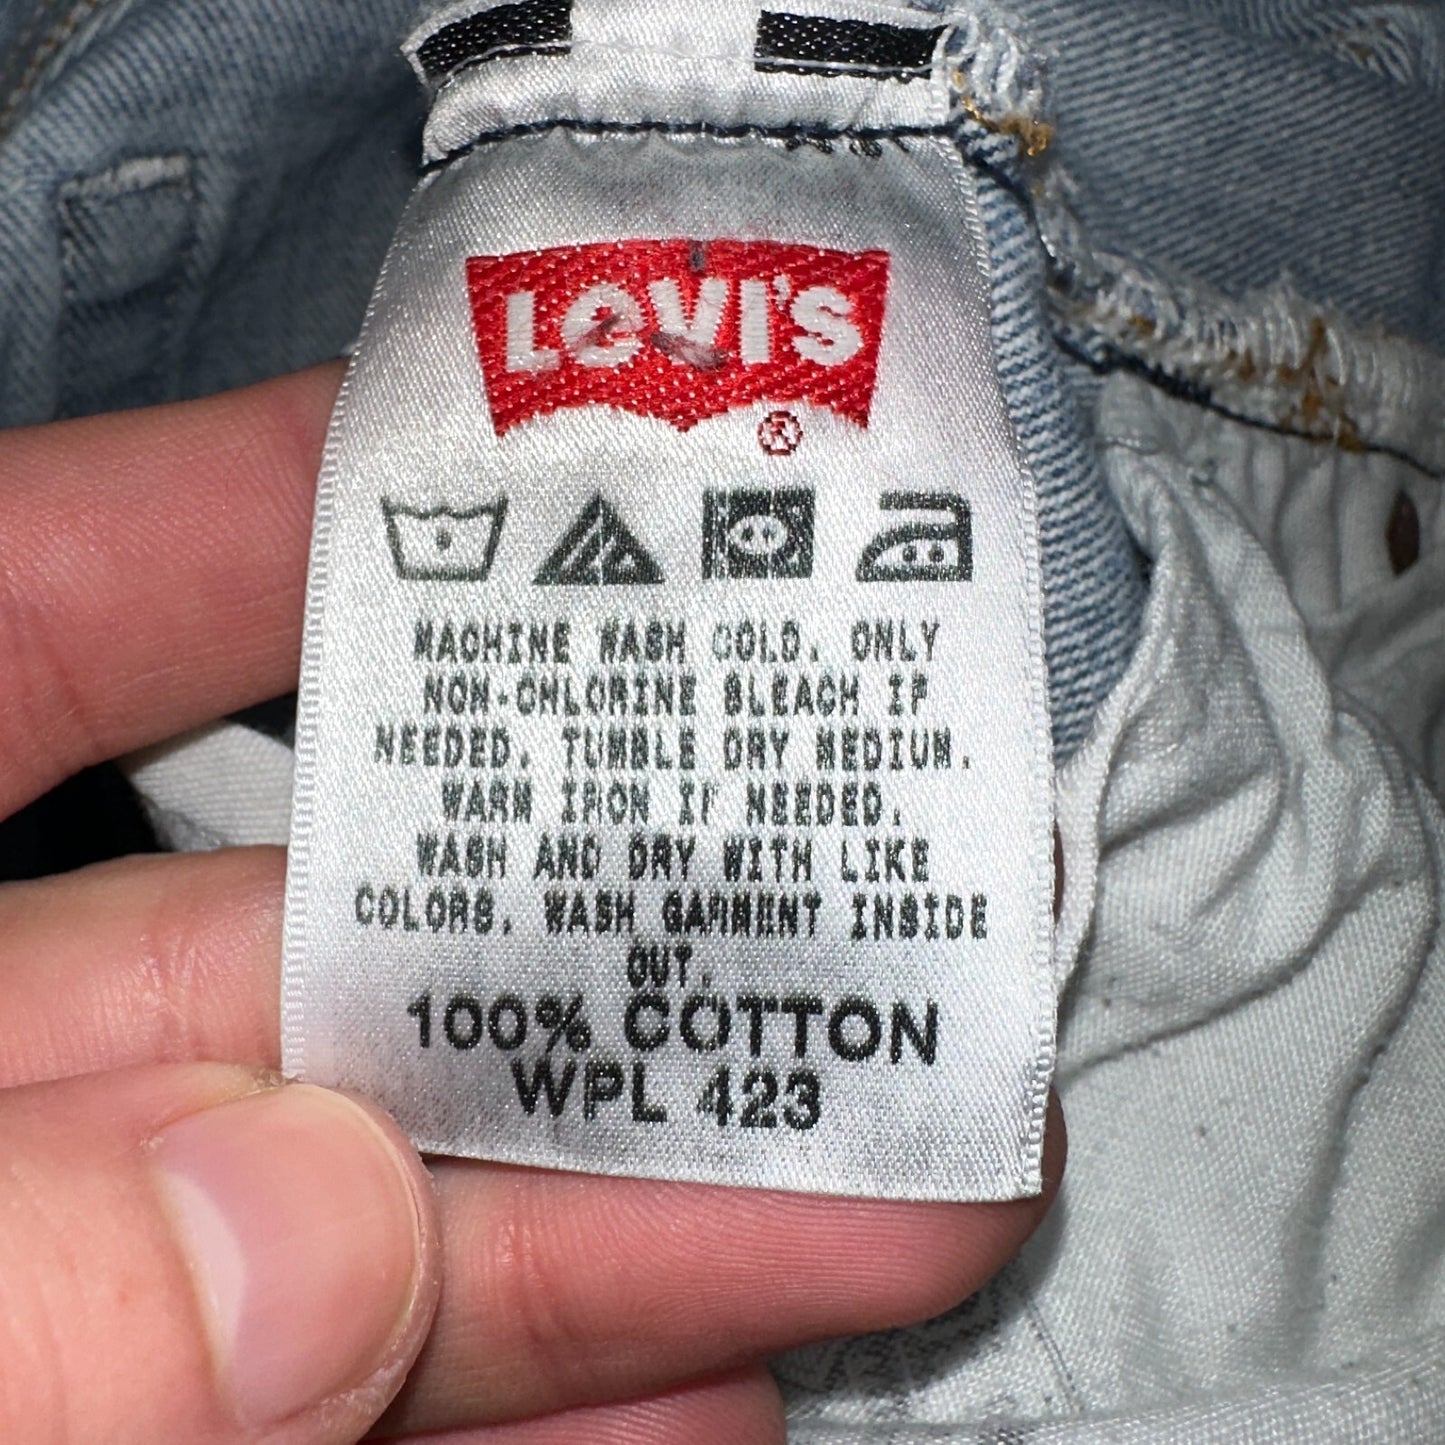 LeVI'S
®
MACHINE WASH COLD. ONLY
NON-CHLORINE BLEACH IF
NEEDED. TUMBLE DRY MEDIUM.
WARM IRON IF NEEDED.
WASH AND DRY WITH LIKE
COLORS. WASH GARMENT INSIDE
OUT.
100% COTTON
WPL 423